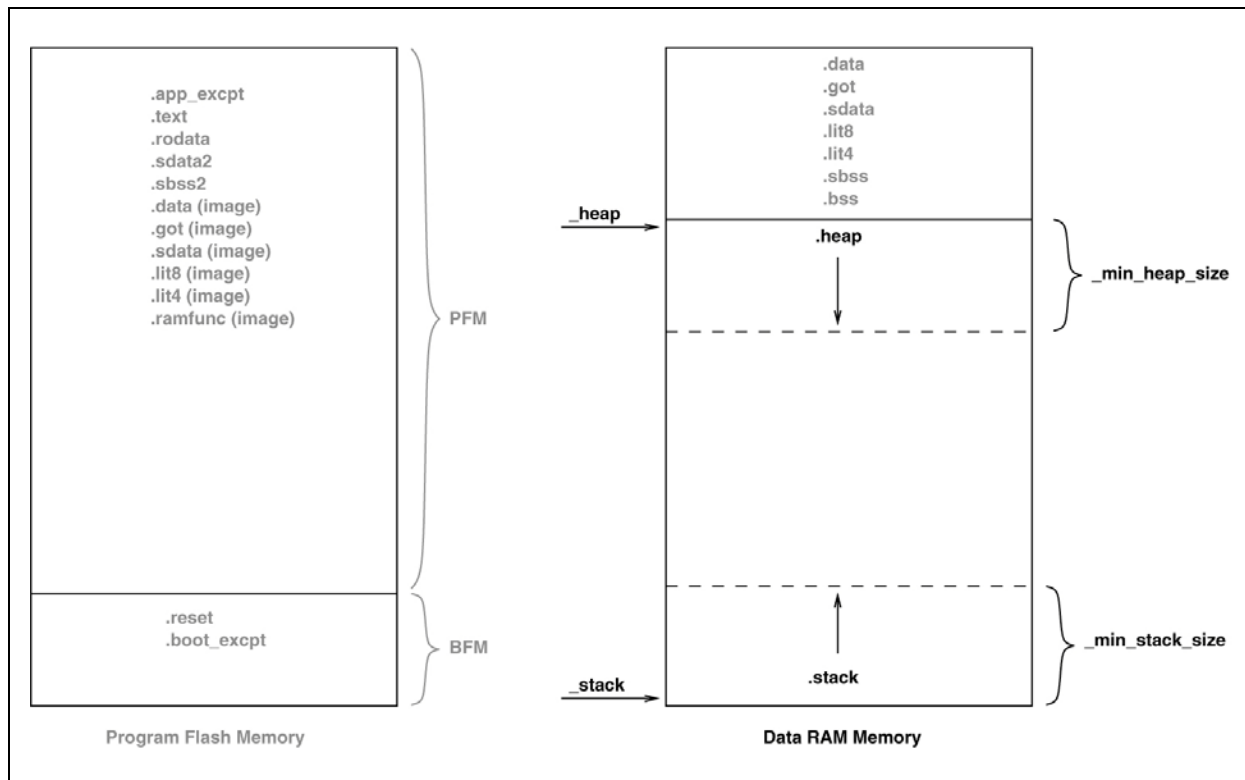 .app_excpt
.text
.rodata
.sdata2
.sbss2
.data (image)
.got (image)
.sdata (image)
.lit8 (image)
.lit4 (image)
.ramfunc (image)
PFM
.reset
.boot_excpt
BFM
Program Flash Memory
.data
.got
.sdata
.lit8
.lit4
.sbss
.bss
_heap
.heap
_min_heap_size
.stack
_stack
_min_stack_size
Data RAM Memory